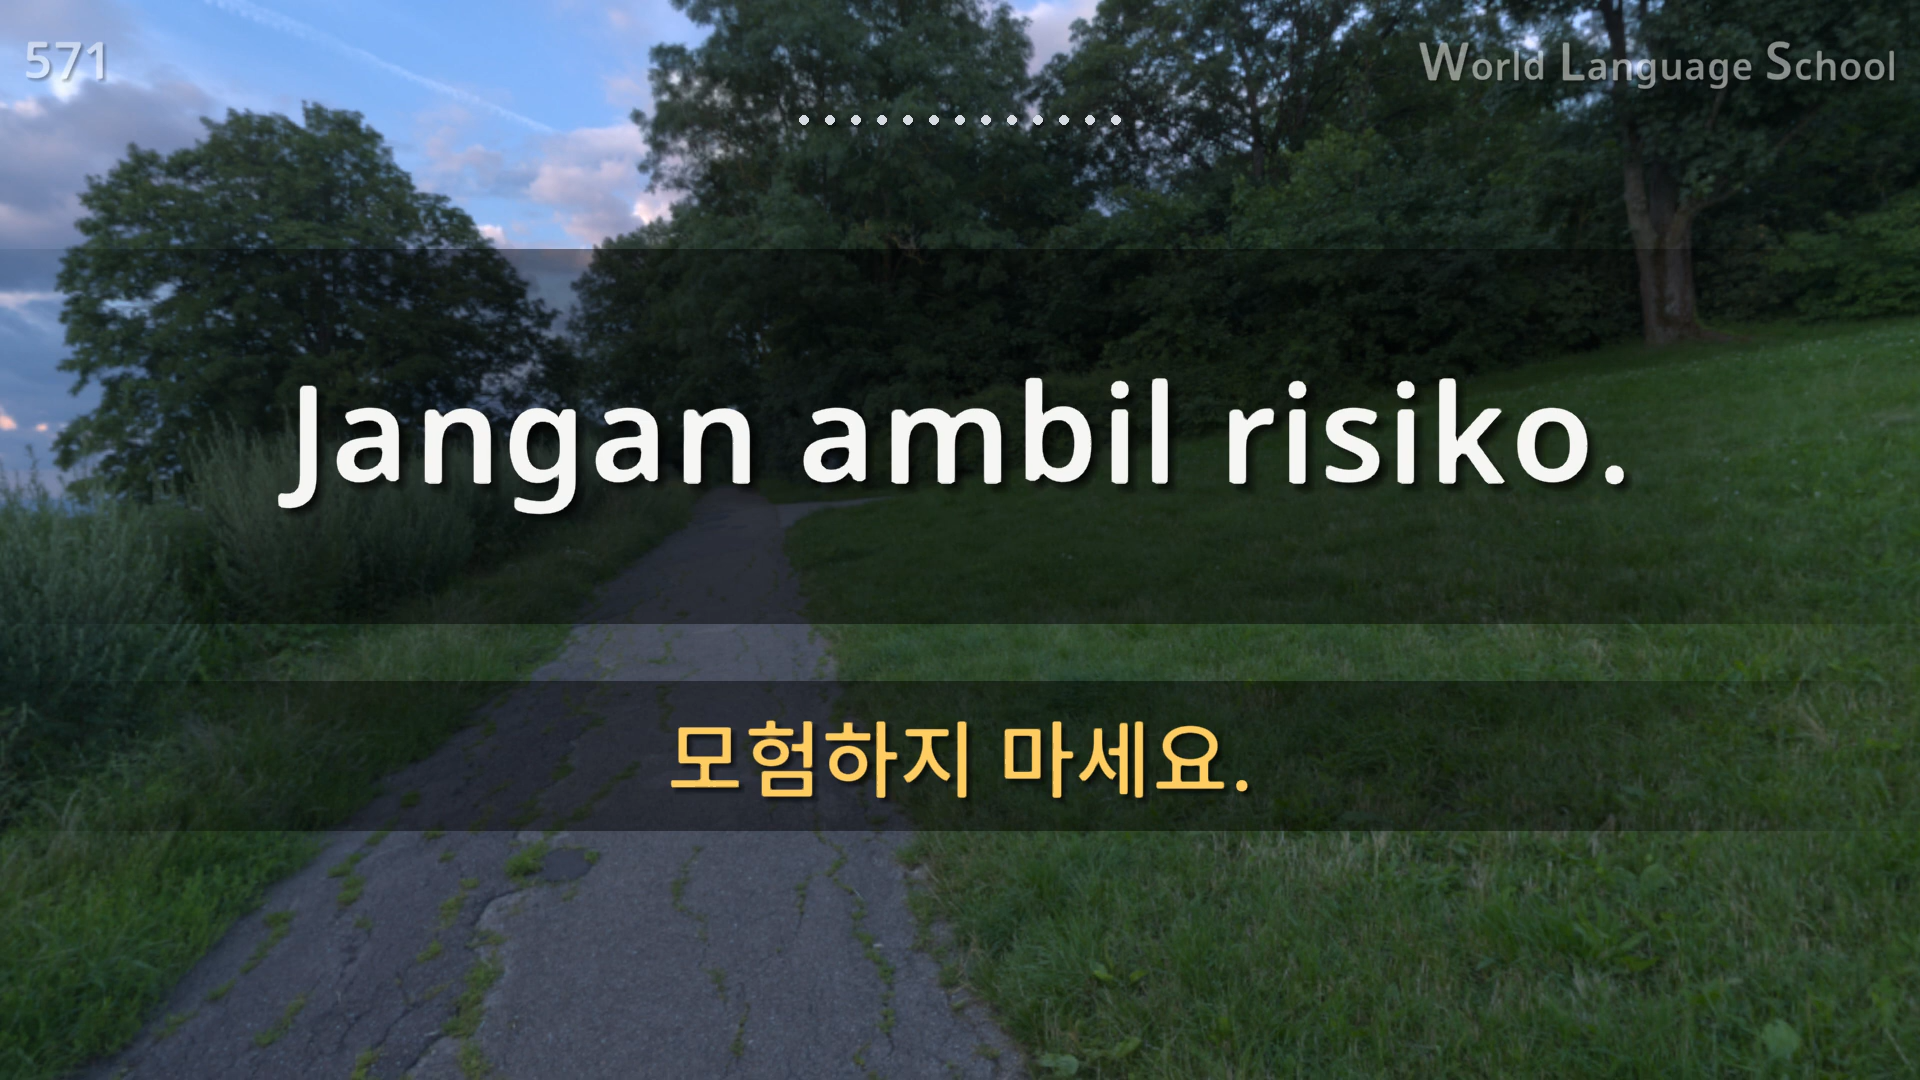 571
World Language School
Jangan ambil risiko.
모험하지 마세요.